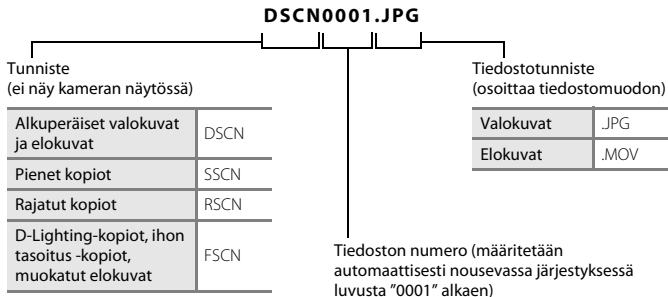 DSCN0001.JPG
Tunniste
(ei näy kameran näytössä)
Alkuperäiset valokuvat
ja elokuvat
DSCN
Pienet kopiot
SSCN
Rajatut kopiot
RSCN
D-Lighting-kopiot, ihon
tasoitus -kopiot,
muokatut elokuvat
FSCN
Tiedoston numero (määritetään
automaattisesti nousevassa järjestyksessä
luvusta "0001" alkaen)
Tiedostotunniste
(osoittaa tiedostomuodon)
Valokuvat
.JPG
Elokuvat
.MOV